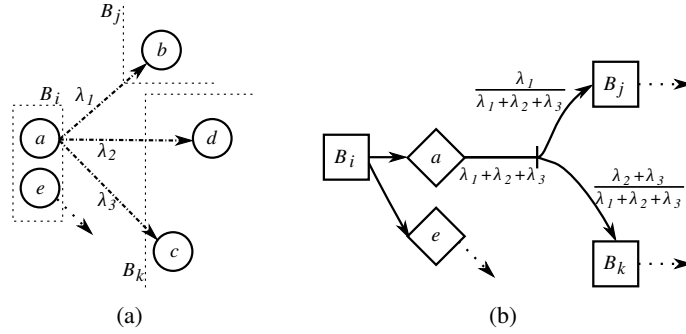 B_j
b
λ_1
B_i
a
λ_2
d
e
λ_3
c
B_k
(a)
λ_1
λ_1+λ_2+λ_3
B_j
B_i
a
λ_1+λ_2+λ_3
λ_2+λ_3
λ_1+λ_2+λ_3
e
B_k
(b)